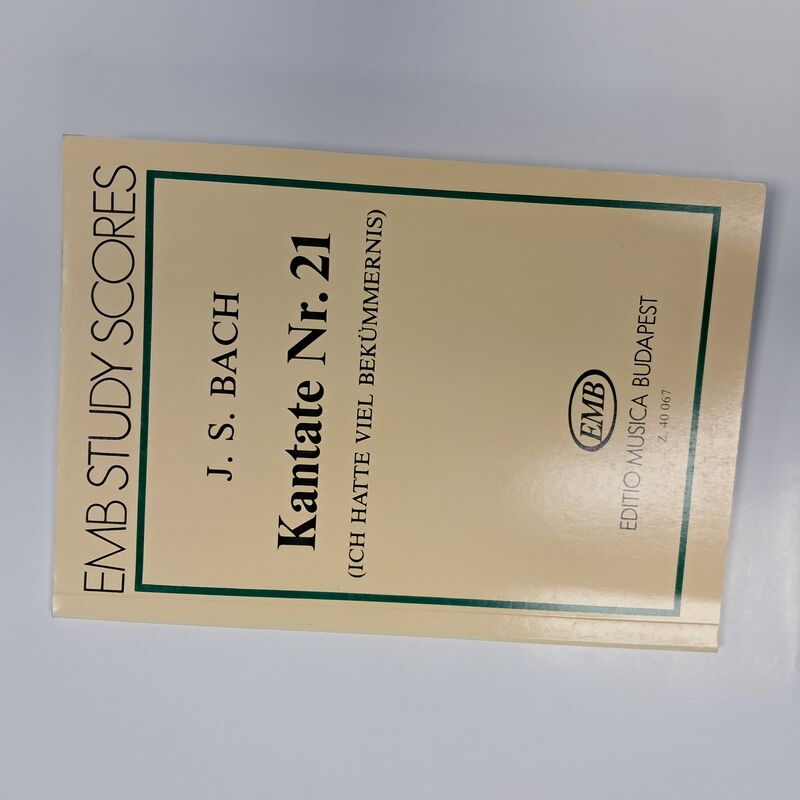 EMB STUDY SCORES
J. S. BACH
Kantate Nr. 21
(ICH HATTE VIEL BEKÜMMERNIS)
EMB
EDITIO MUSICA BUDAPEST
Z. 40 067